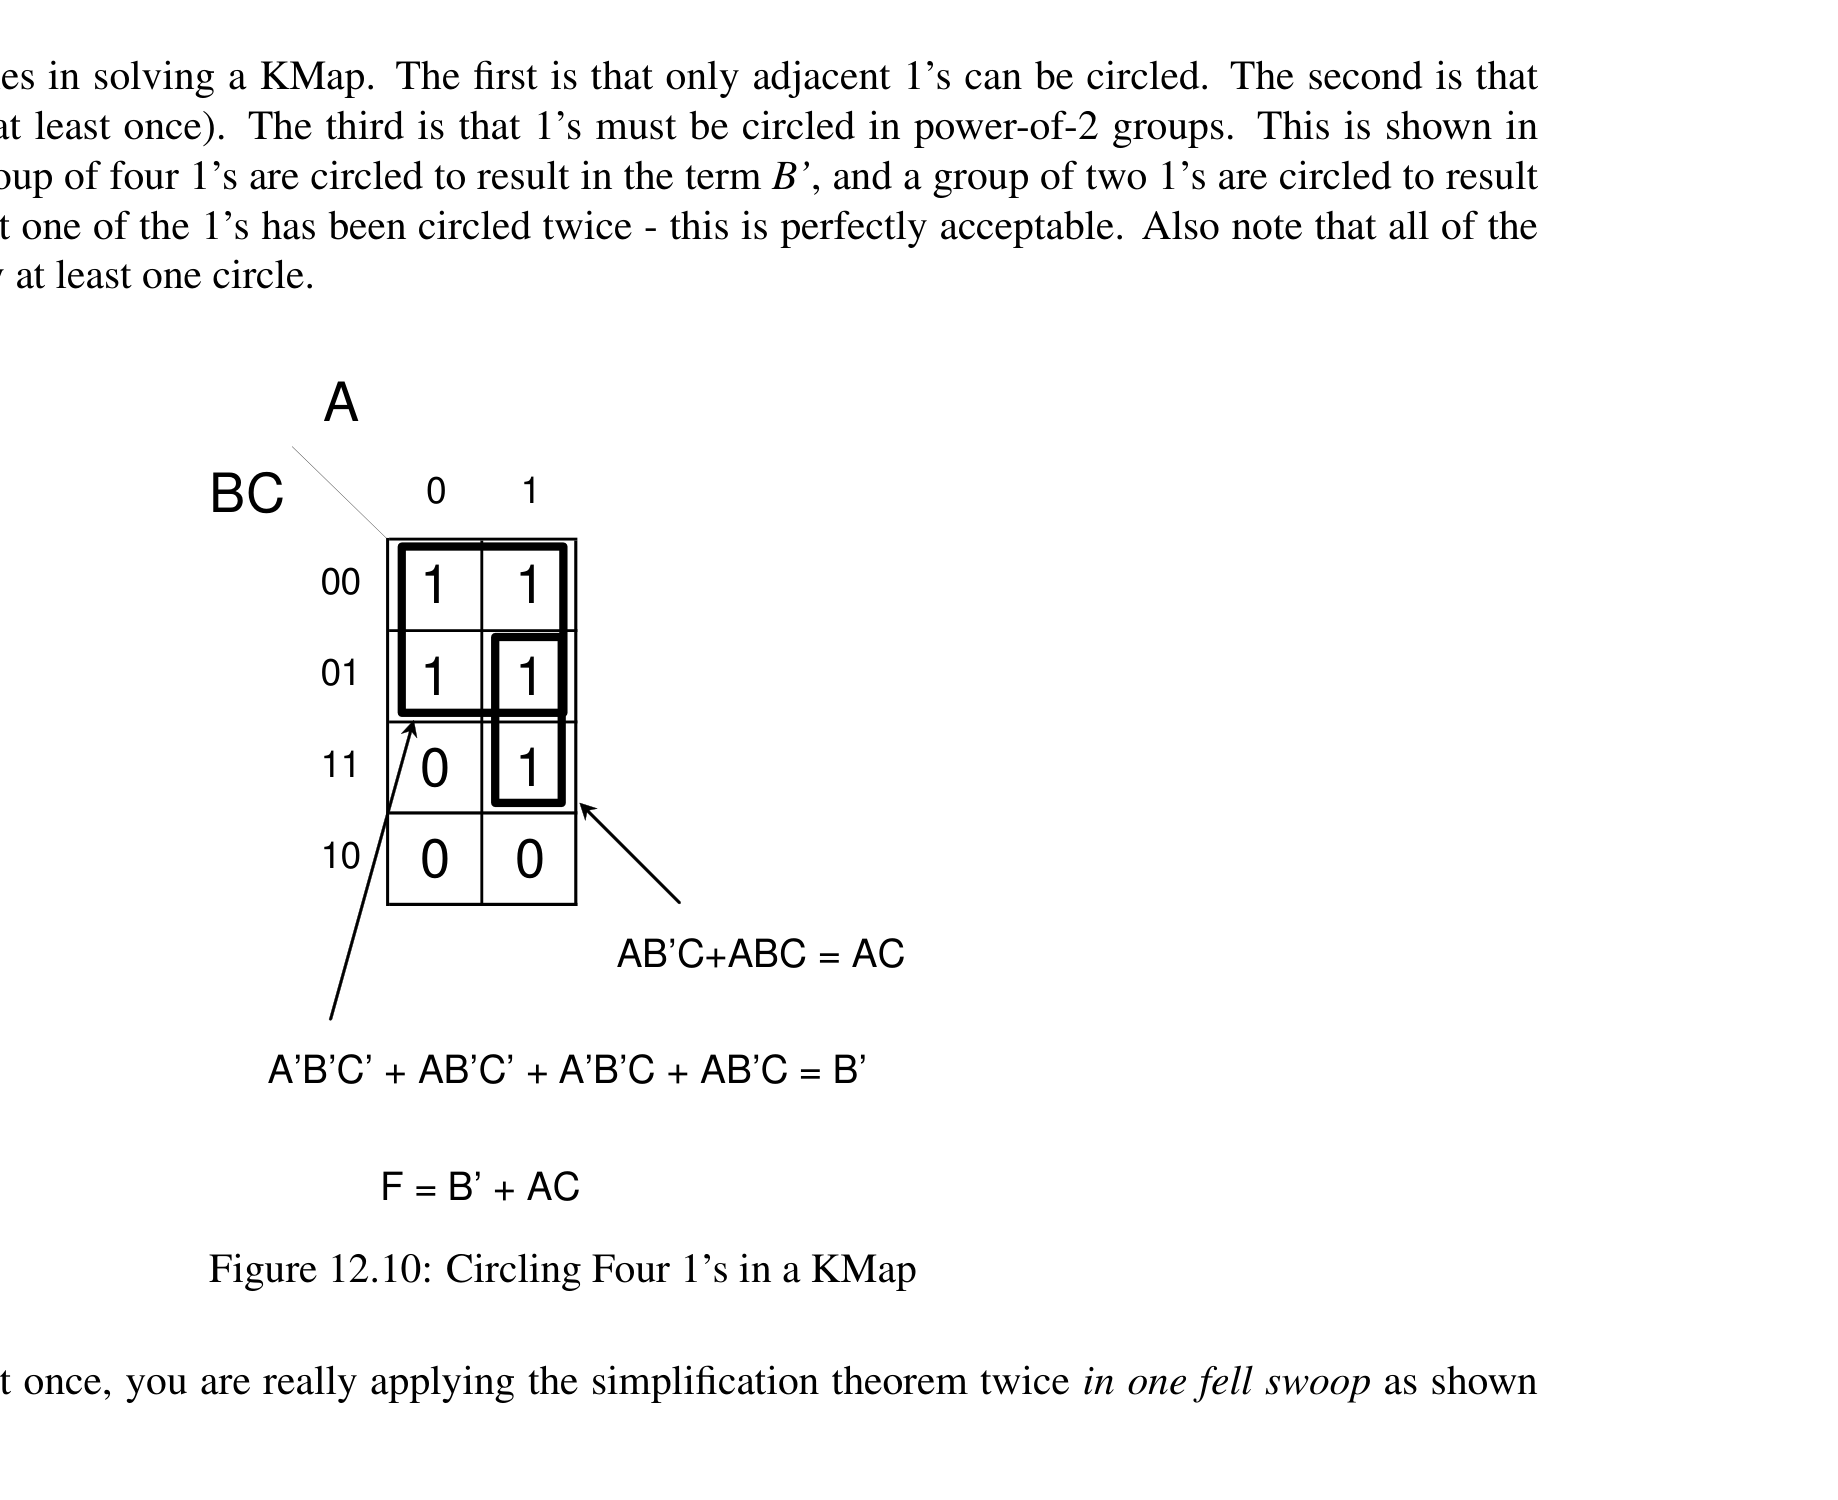 es in solving a KMap. The first is that only adjacent 1's can be circled. The second is that
at least once). The third is that 1's must be circled in power-of-2 groups. This is shown in
oup of four 1's are circled to result in the term B', and a group of two 1's are circled to result
t one of the 1's has been circled twice - this is perfectly acceptable. Also note that all of the
at least one circle.
A
BC 0 1
00 1 1
01 1 1
11 0 1
10 0 0
AB'C+ABC = AC
A'B'C' + AB'C' + A'B'C + AB'C = B'
F = B' + AC
Figure 12.10: Circling Four 1's in a KMap
t once, you are really applying the simplification theorem twice in one fell swoop as shown